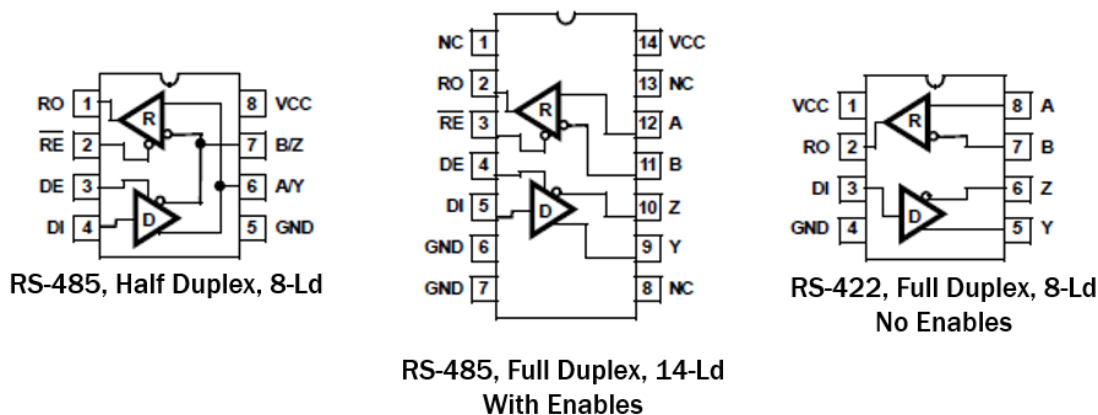 RO 1 8 VCC
R
R̅E̅ 2 7 B/Z
DE 3 6 A/Y
D
DI 4 5 GND
RS-485, Half Duplex, 8-Ld
NC 1 14 VCC
RO 2 13 NC
R
R̅E̅ 3 12 A
DE 4 11 B
DI 5 10 Z
D
GND 6 9 Y
GND 7 8 NC
RS-485, Full Duplex, 14-Ld
With Enables
VCC 1 8 A
R
RO 2 7 B
DI 3 6 Z
D
GND 4 5 Y
RS-422, Full Duplex, 8-Ld
No Enables